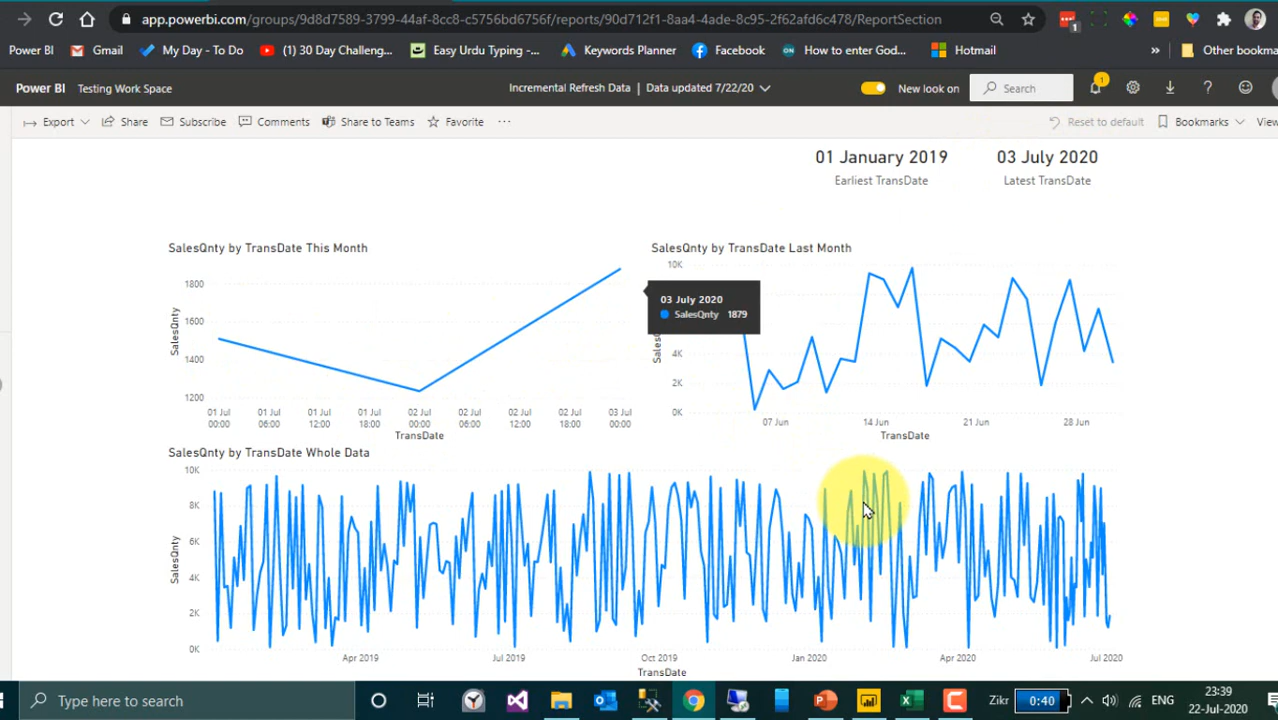 app.powerbi.com/groups/9d8d7589-3799-44af-8cc8-c5756bd6756f/reports/90d712f1-8aa4-4ade-8c95-2f62afd6c478/ReportSection
1
Power BI Gmail My Day - To Do (1) 30 Day Challeng... Easy Urdu Typing -... Keywords Planner Facebook ON How to enter God... Hotmail » Other bookma
Power BI Testing Work Space Incremental Refresh Data | Data updated 7/22/20 New look on Search 1 ?
Export Share Subscribe Comments Share to Teams Favorite ... Reset to default Bookmarks View
01 January 2019 03 July 2020
Earliest TransDate Latest TransDate
SalesQnty by TransDate This Month
SalesQnty
1800
1600
1400
1200
01 Jul 00:00 01 Jul 06:00 01 Jul 12:00 01 Jul 18:00 02 Jul 00:00 02 Jul 06:00 02 Jul 12:00 02 Jul 18:00 03 Jul 00:00
TransDate
03 July 2020
SalesQnty 1879
SalesQnty by TransDate Last Month
10K
4K
2K
0K
07 Jun 14 Jun 21 Jun 28 Jun
TransDate
SalesQnty by TransDate Whole Data
SalesQnty
10K
8K
6K
4K
2K
0K
Apr 2019 Jul 2019 Oct 2019 Jan 2020 Apr 2020 Jul 2020
TransDate
Type here to search Zikr 0:40 ENG 23:39
22-Jul-2020